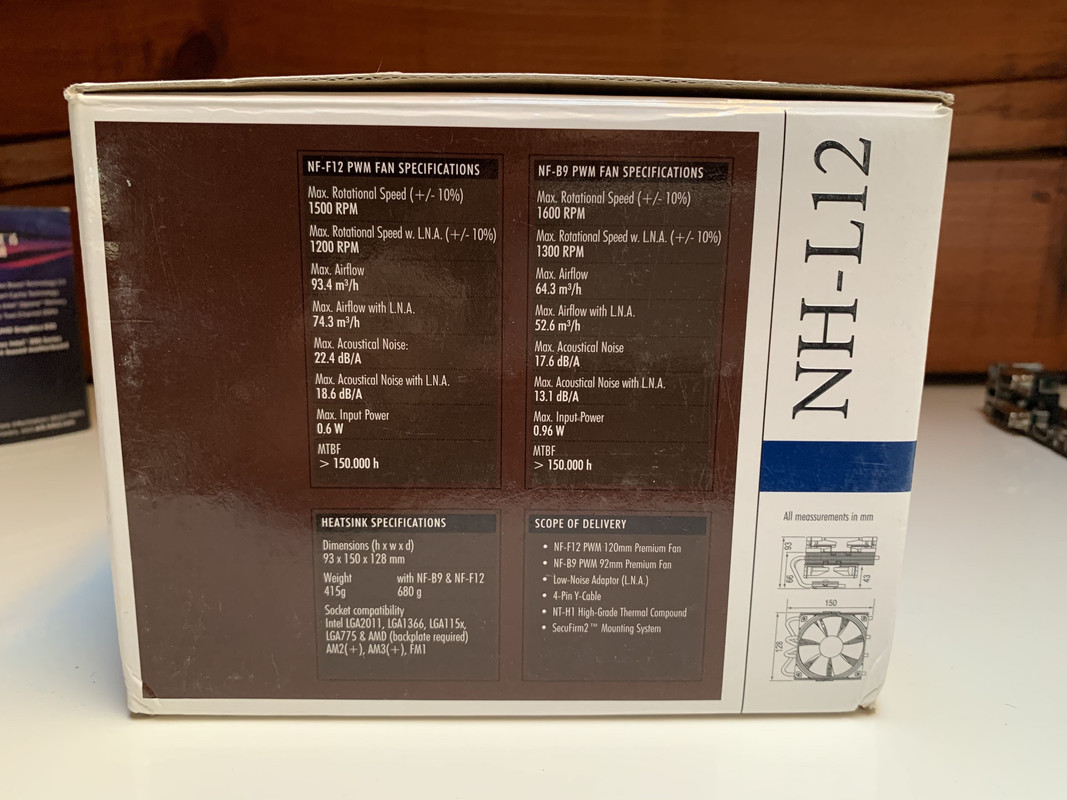 NF-F12 PWM FAN SPECIFICATIONS
Max. Rotational Speed (+/- 10%)
1500 RPM
Max. Rotational Speed w. L.N.A. (+/- 10%)
1200 RPM
Max. Airflow
93.4 m³/h
Max. Airflow with L.N.A.
74.3 m³/h
Max. Acoustical Noise:
22.4 dB/A
Max. Acoustical Noise with L.N.A.
18.6 dB/A
Max. Input Power
0.6 W
MTBF
> 150.000 h
NF-B9 PWM FAN SPECIFICATIONS
Max. Rotational Speed (+/- 10%)
1600 RPM
Max. Rotational Speed w. L.N.A. (+/- 10%)
1300 RPM
Max. Airflow
64.3 m³/h
Max. Airflow with L.N.A.
52.6 m³/h
Max. Acoustical Noise
17.6 dB/A
Max. Acoustical Noise with L.N.A.
13.1 dB/A
Max. Input Power
0.96 W
MTBF
> 150.000 h
HEATSINK SPECIFICATIONS
Dimensions (h x w x d)
93 x 150 x 128 mm
Weight with NF-B9 & NF-F12
415g 680 g
Socket compatibility
Intel LGA2011, LGA1366, LGA115x,
LGA775 & AMD (backplate required)
AM2(+), AM3(+), FM1
SCOPE OF DELIVERY
• NF-F12 PWM 120mm Premium Fan
• NF-B9 PWM 92mm Premium Fan
• Low-Noise Adaptor (L.N.A.)
• 4-Pin Y-Cable
• NT-H1 High-Grade Thermal Compound
• SecuFirm2™ Mounting System
NH-L12
All meassurements in mm
93
66
43
150
128